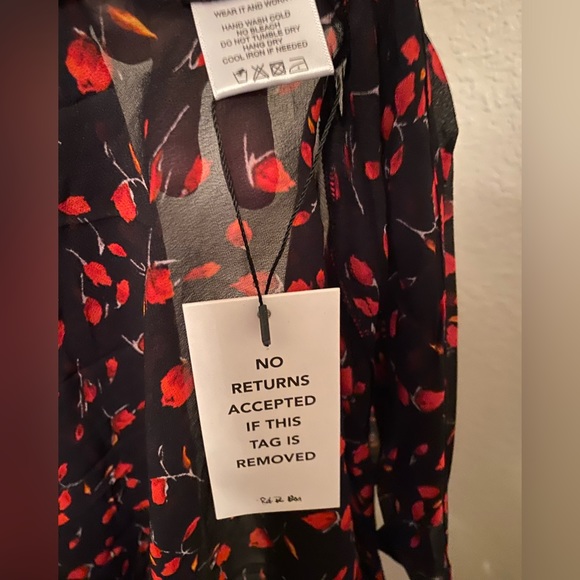 WEAR IT AND
HAND WASH COLD
NO BLEACH
DO NOT TUMBLE DRY
HANG DRY
COOL IRON IF NEEDED
NO
RETURNS
ACCEPTED
IF THIS
TAG IS
REMOVED